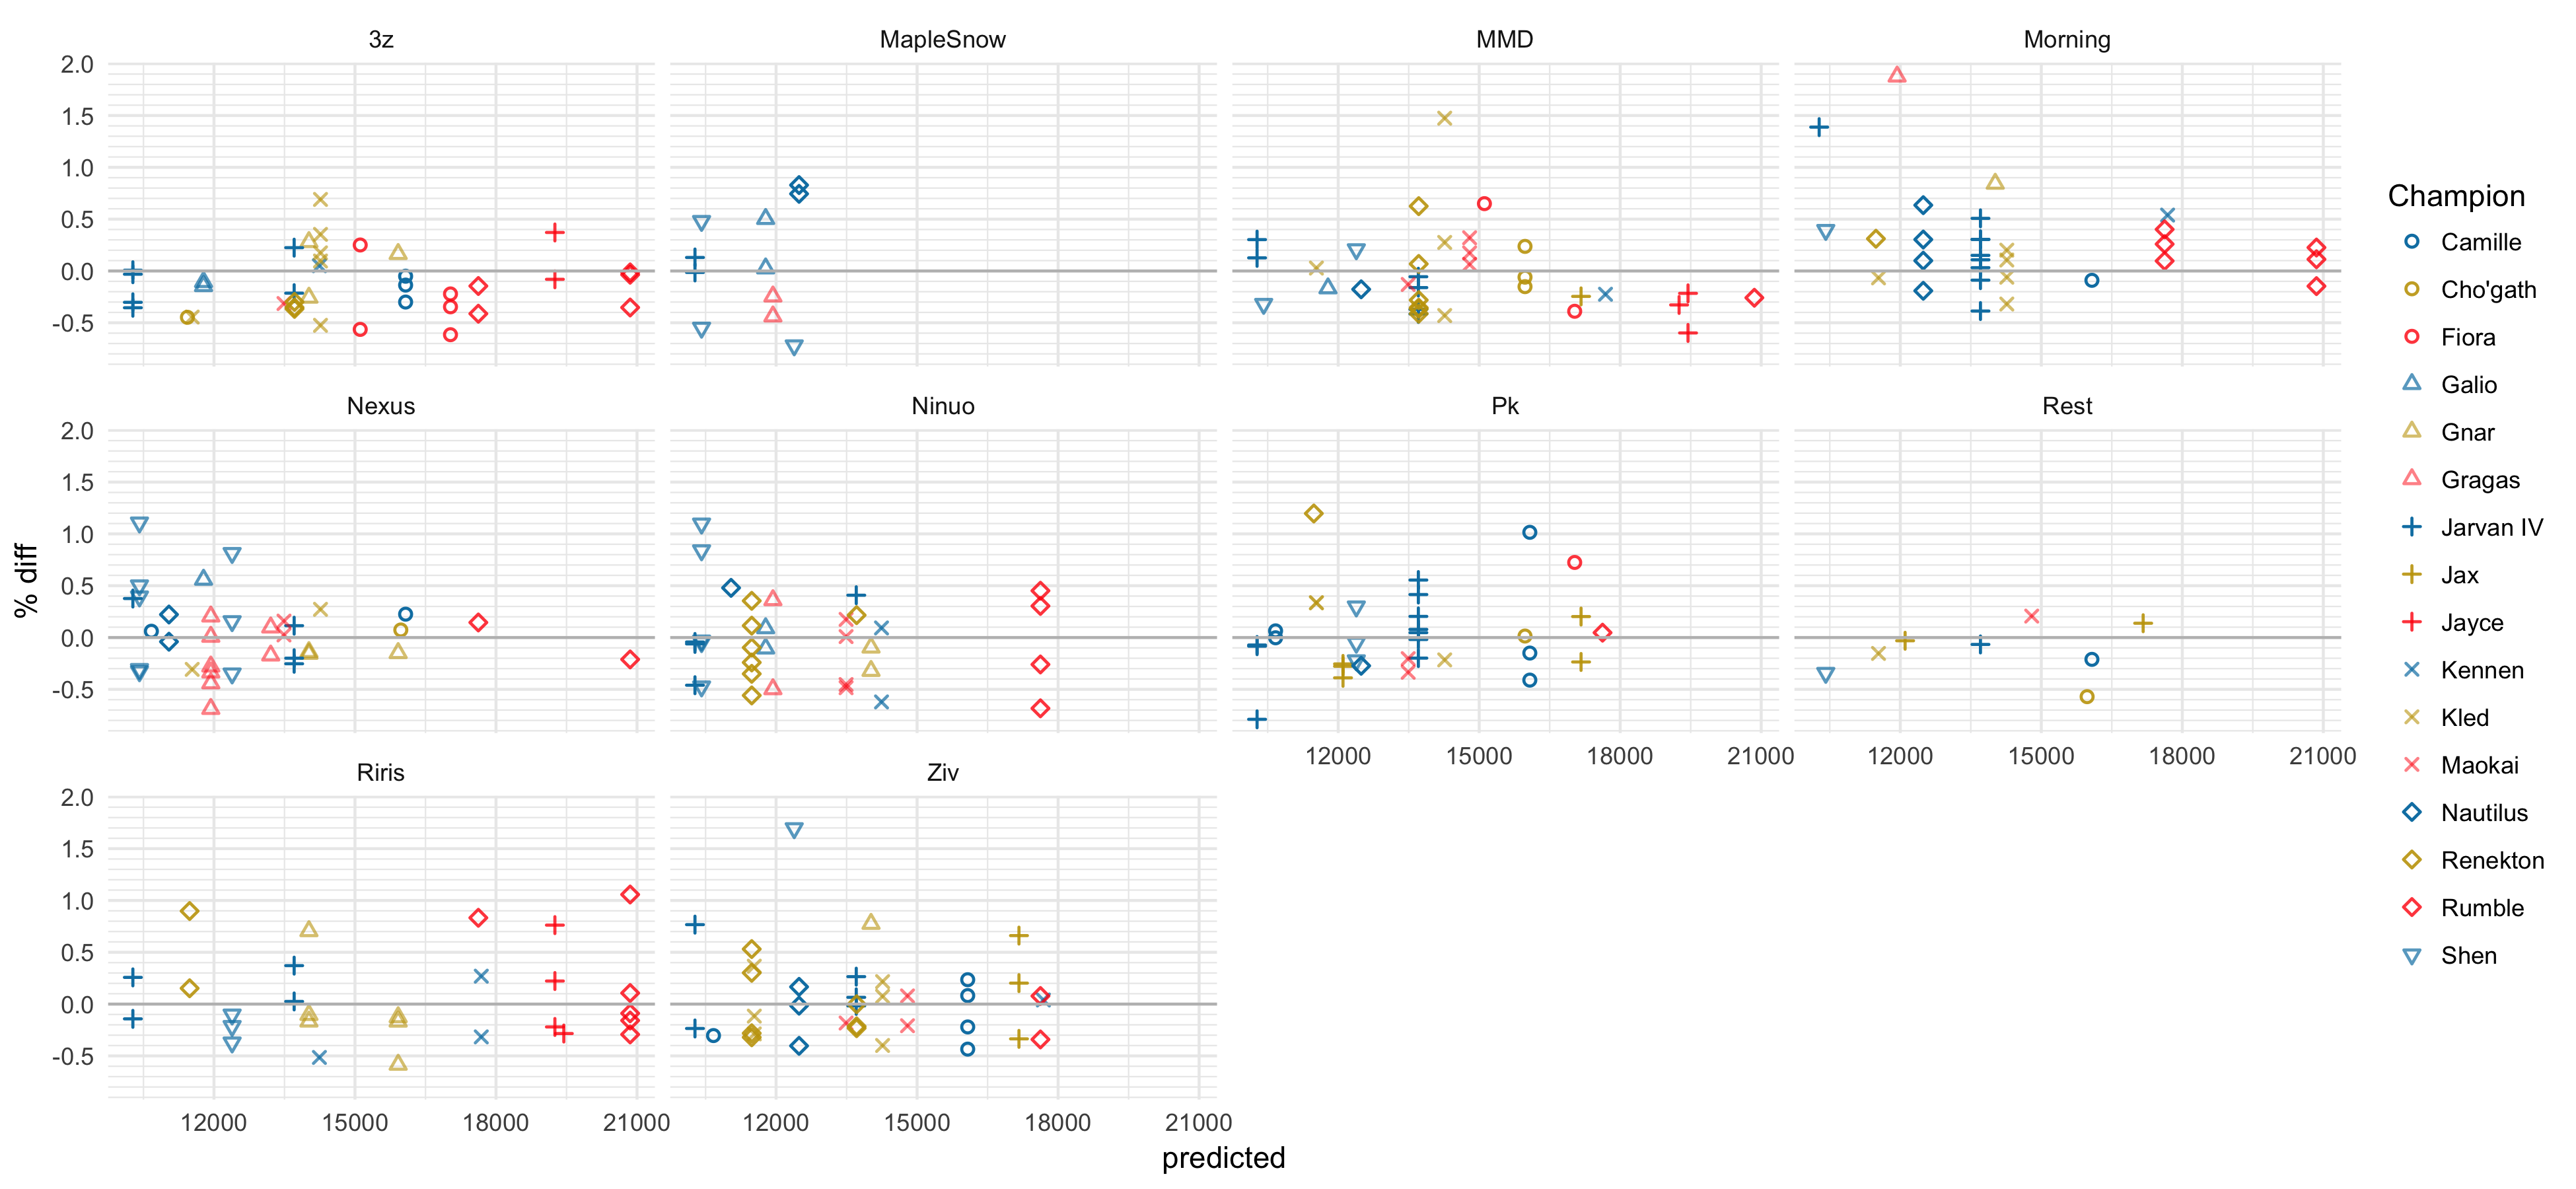 3z MapleSnow MMD Morning
2.0
1.5
1.0
0.5
0.0
-0.5
Nexus Ninuo Pk Rest
2.0
1.5
1.0
0.5
0.0
-0.5
12000 15000 18000 21000 12000 15000 18000 21000
Riris Ziv
2.0
1.5
1.0
0.5
0.0
-0.5
12000 15000 18000 21000 12000 15000 18000 21000
predicted
% diff
Champion
Camille
Cho'gath
Fiora
Galio
Gnar
Gragas
Jarvan IV
Jax
Jayce
Kennen
Kled
Maokai
Nautilus
Renekton
Rumble
Shen